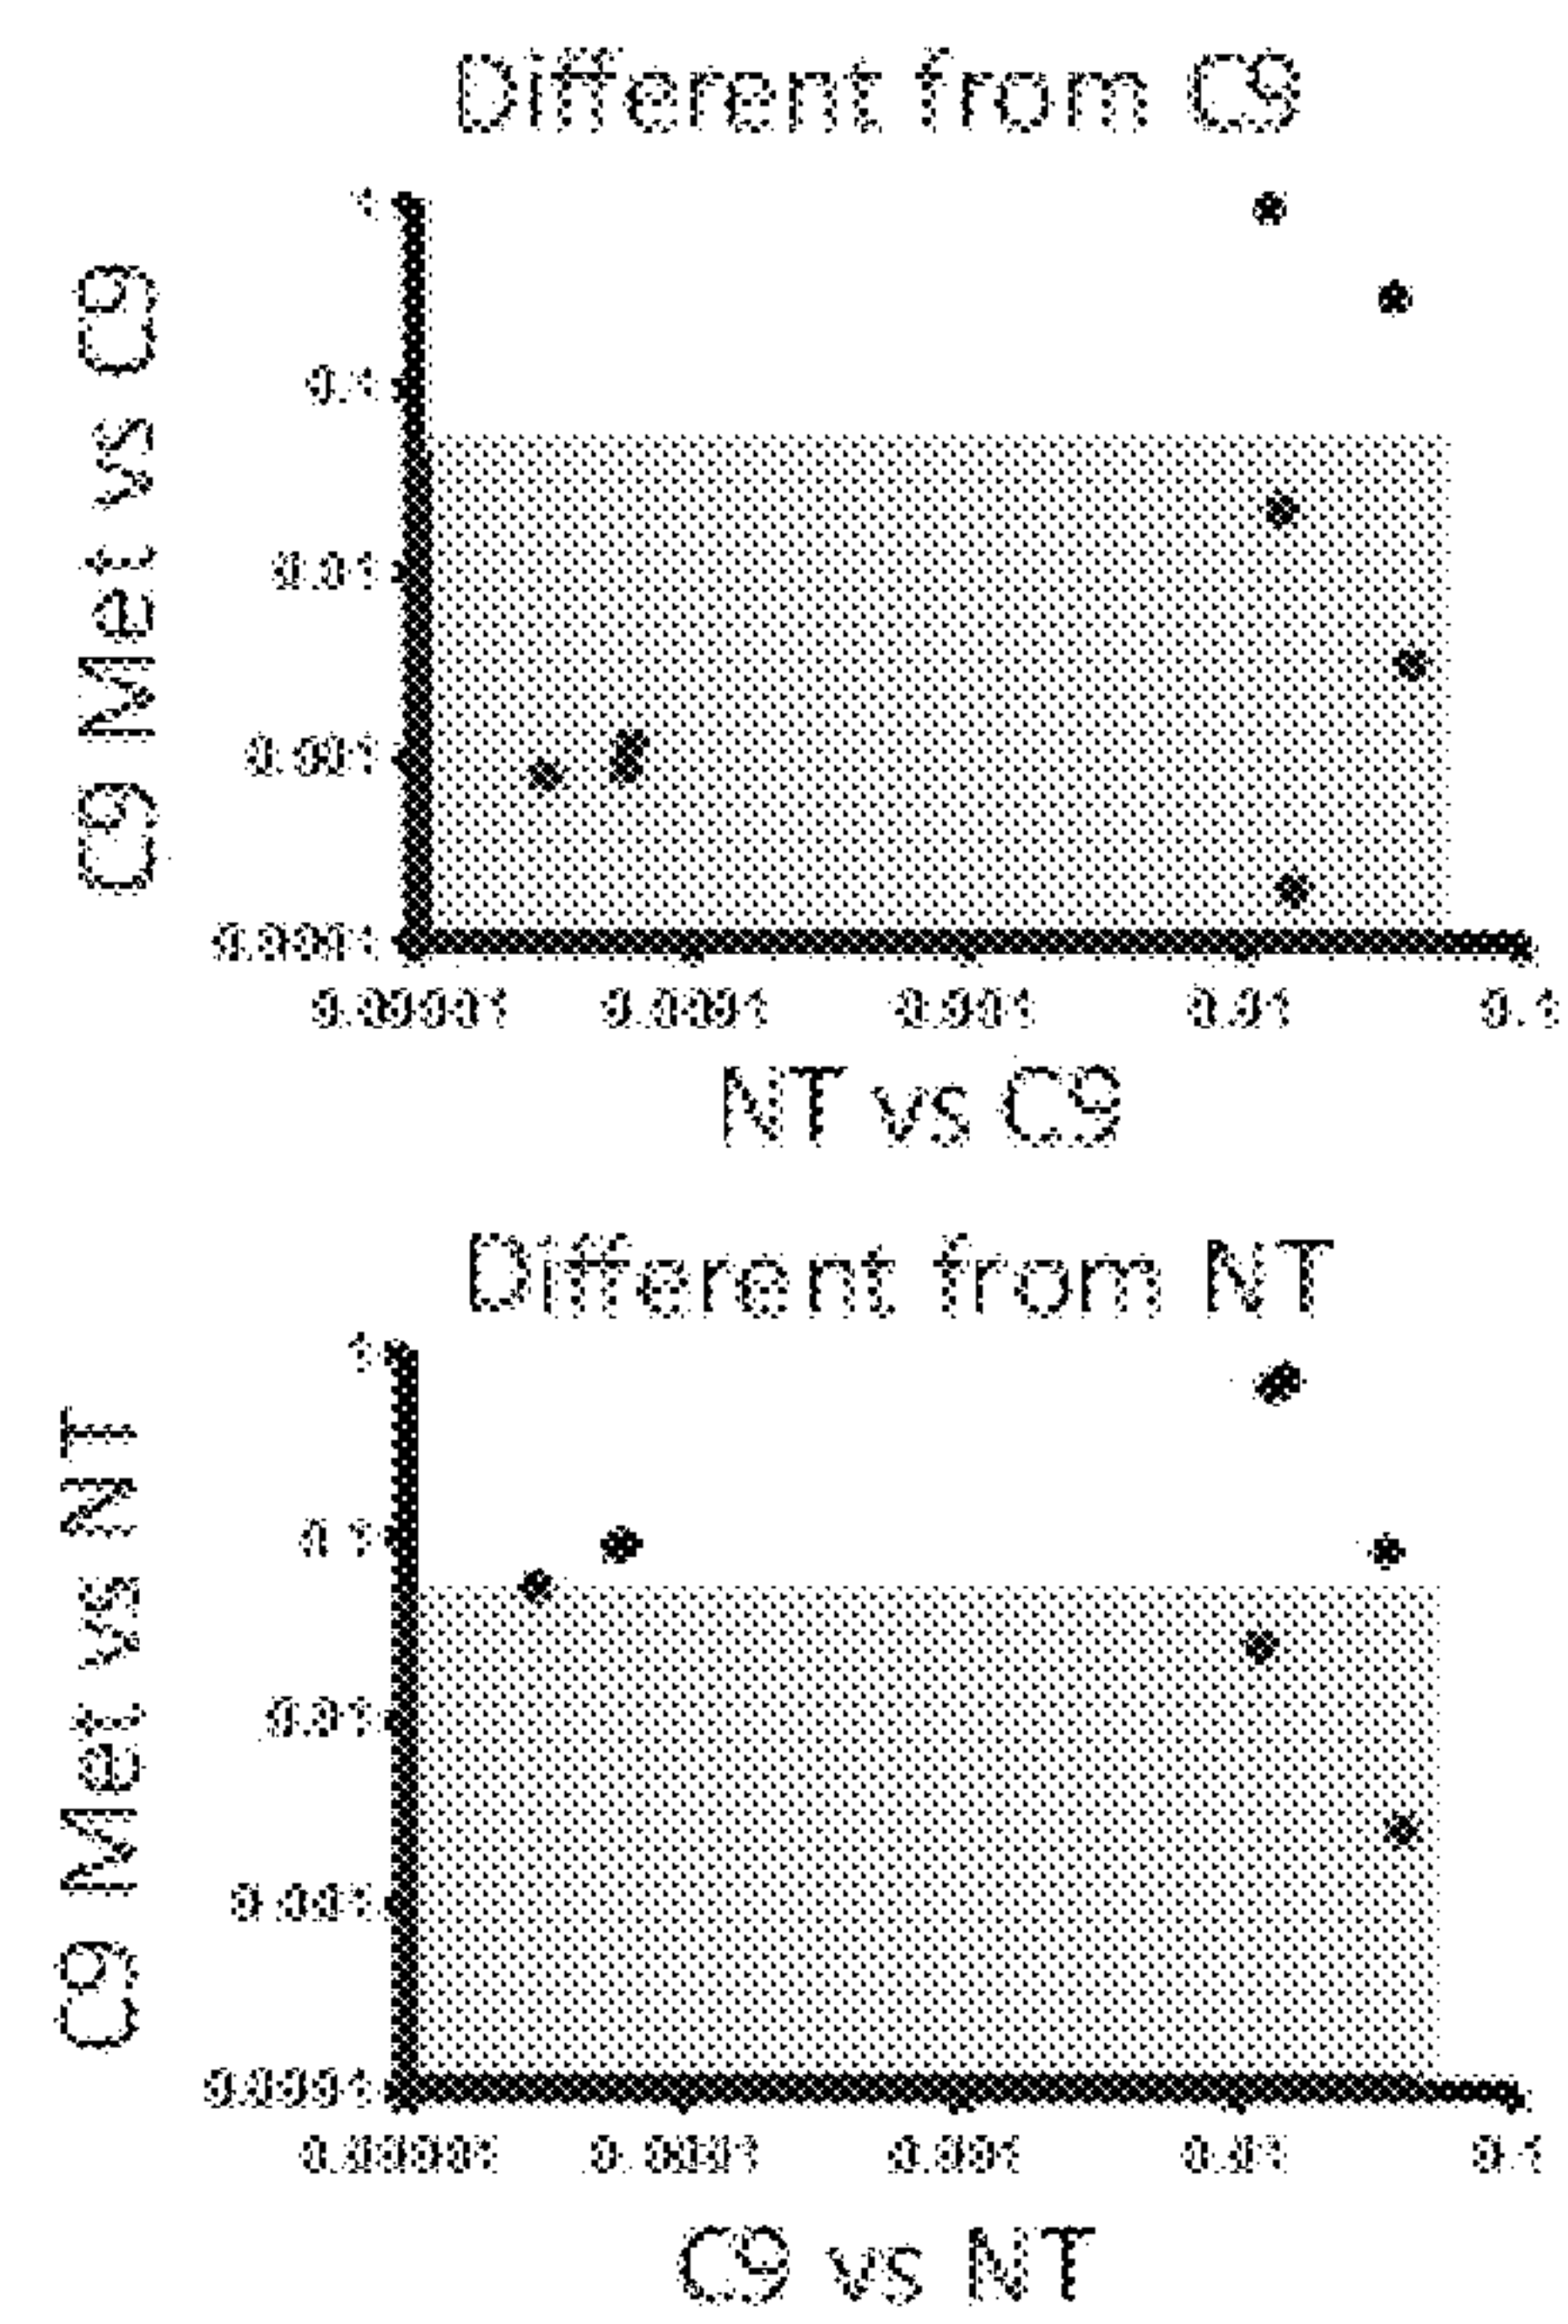 Different from C9
C9 Met vs C9
1
0.1
0.01
0.001
0.0001
0.00001 0.0001 0.001 0.01 0.1
NT vs C9
Different from NT
C9 Met vs NT
1
0.1
0.01
0.001
0.0001
0.00001 0.0001 0.001 0.01 0.1
C9 vs NT